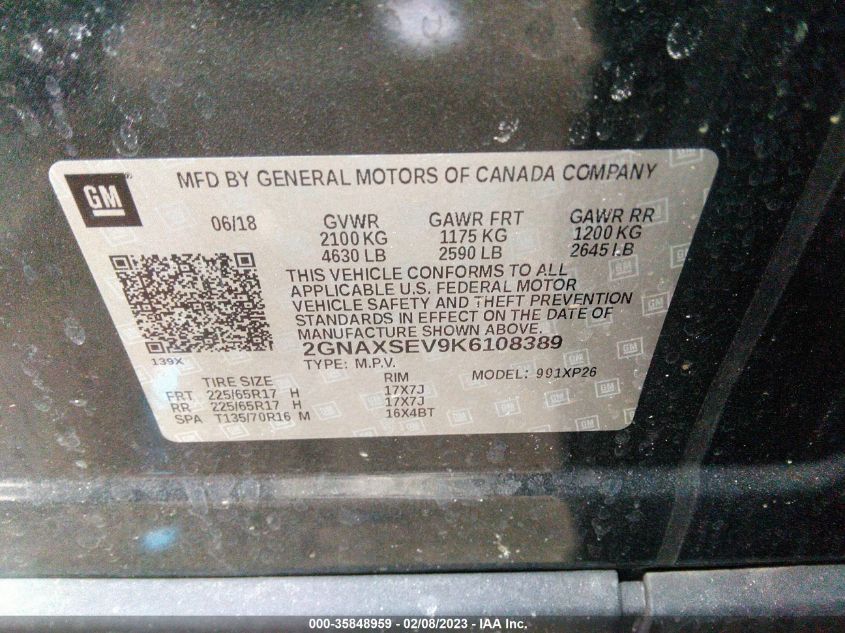 GM
MFD BY GENERAL MOTORS OF CANADA COMPANY
06/18 GVWR GAWR FRT GAWR RR
2100 KG 1175 KG 1200 KG
4630 LB 2590 LB 2645 LB
THIS VEHICLE CONFORMS TO ALL
APPLICABLE U.S. FEDERAL MOTOR
VEHICLE SAFETY AND THEFT PREVENTION
STANDARDS IN EFFECT ON THE DATE OF
MANUFACTURE SHOWN ABOVE.
139X
2GNAXSEV9K6108389
TYPE: M.P.V. MODEL: 991XP26
TIRE SIZE RIM
FRT 225/65R17 H 17X7J
RR 225/65R17 H 17X7J
SPA T135/70R16 M 16X4BT
000-35848959 — 02/08/2023 — IAA Inc.